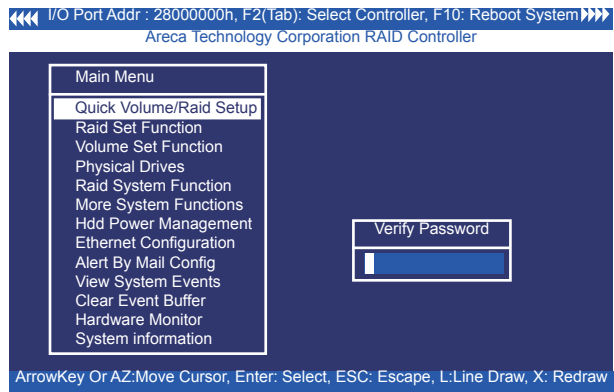 I/O Port Addr : 28000000h, F2(Tab): Select Controller, F10: Reboot System
Areca Technology Corporation RAID Controller
Main Menu
Quick Volume/Raid Setup
Raid Set Function
Volume Set Function
Physical Drives
Raid System Function
More System Functions
Hdd Power Management
Ethernet Configuration
Alert By Mail Config
View System Events
Clear Event Buffer
Hardware Monitor
System information
Verify Password
ArrowKey Or AZ:Move Cursor, Enter: Select, ESC: Escape, L:Line Draw, X: Redraw